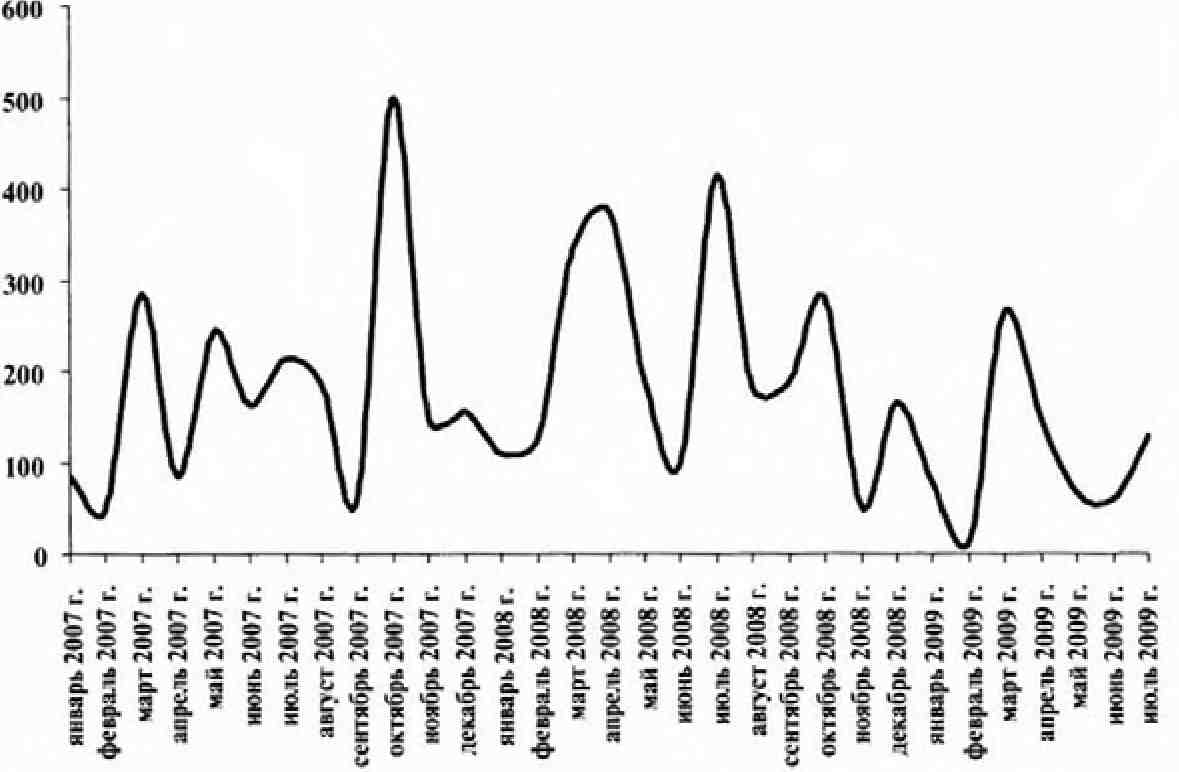 600
500
400
300
200
100
0
январь 2007 г.
февраль 2007 г.
март 2007 г.
апрель 2007 г.
май 2007 г.
июнь 2007 г.
июль 2007 г.
август 2007 г.
сентябрь 2007 г.
октябрь 2007 г.
ноябрь 2007 г.
декабрь 2007 г.
январь 2008 г.
февраль 2008 г.
март 2008 г.
апрель 2008 г.
май 2008 г.
июнь 2008 г.
июль 2008 г.
август 2008 г.
сентябрь 2008 г.
октябрь 2008 г.
ноябрь 2008 г.
декабрь 2008 г.
январь 2009 г.
февраль 2009 г.
март 2009 г.
апрель 2009 г.
май 2009 г.
июнь 2009 г.
июль 2009 г.